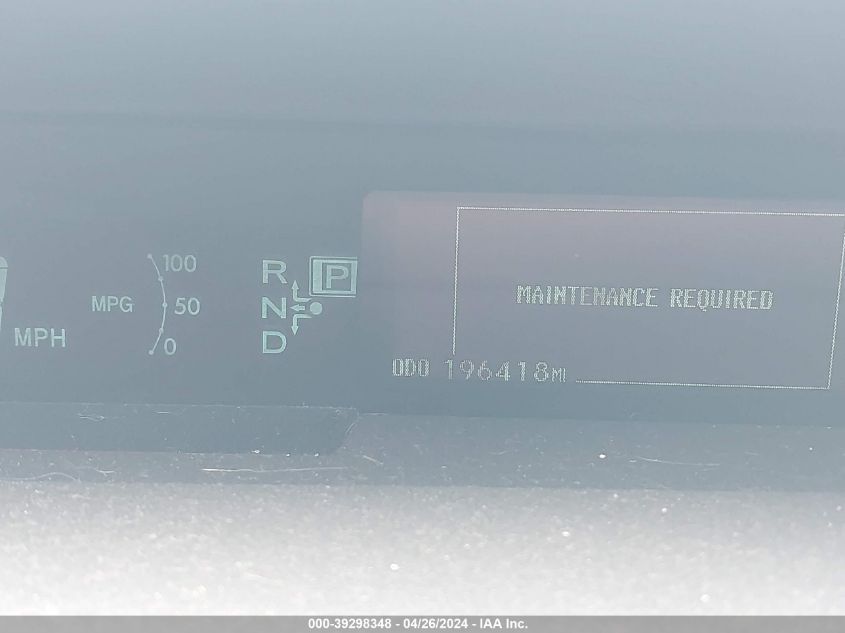 100
MPG
50
MPH
0
R
P
N
D
MAINTENANCE REQUIRED
ODO 196418MI
000-39298348 - 04/26/2024 - IAA Inc.